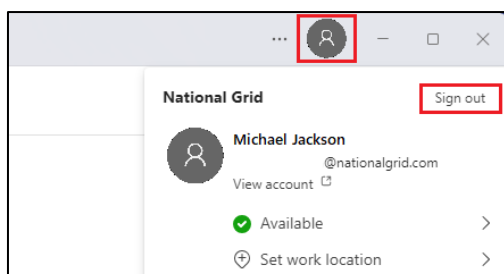 National Grid
Sign out
Michael Jackson
@nationalgrid.com
View account
Available
Set work location